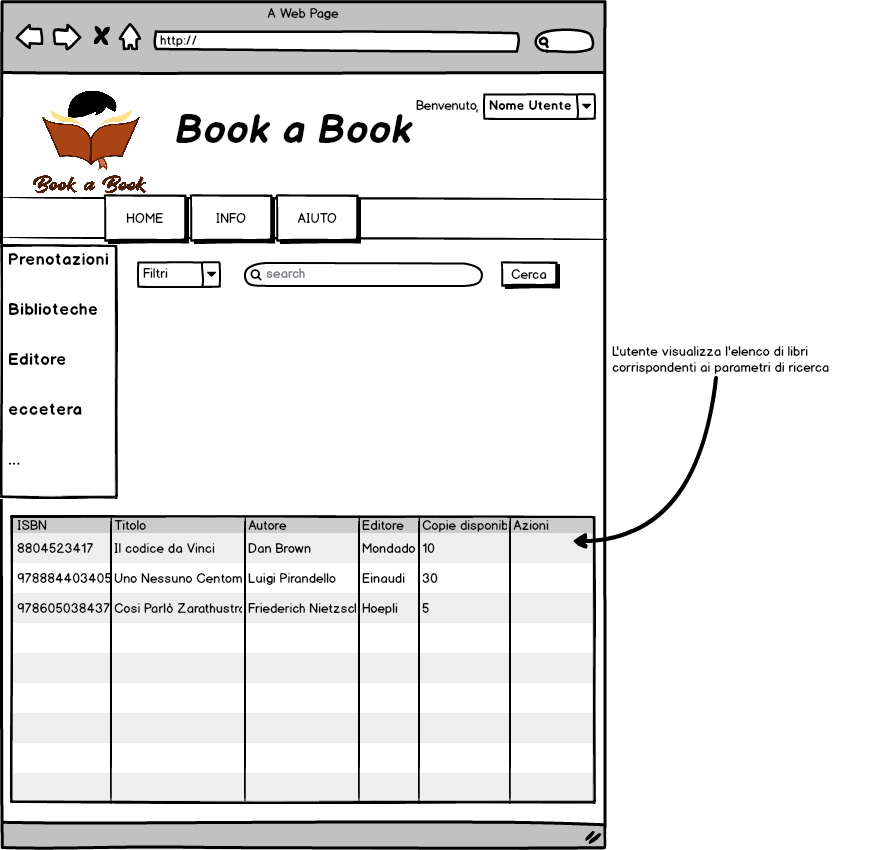 A Web Page
http://
Benvenuto, Nome Utente
Book a Book
Book a Book
HOME INFO AIUTO
Prenotazioni
Biblioteche
Editore
eccetera
...
Filtri search Cerca
L'utente visualizza l'elenco di libri
corrispondenti ai parametri di ricerca
ISBN Titolo Autore Editore Copie disponib Azioni
8804523417 Il codice da Vinci Dan Brown Mondado 10
978884403405 Uno Nessuno Centom Luigi Pirandello Einaudi 30
978605038437 Cosi Parlò Zarathustra Friederich Nietzscl Hoepli 5